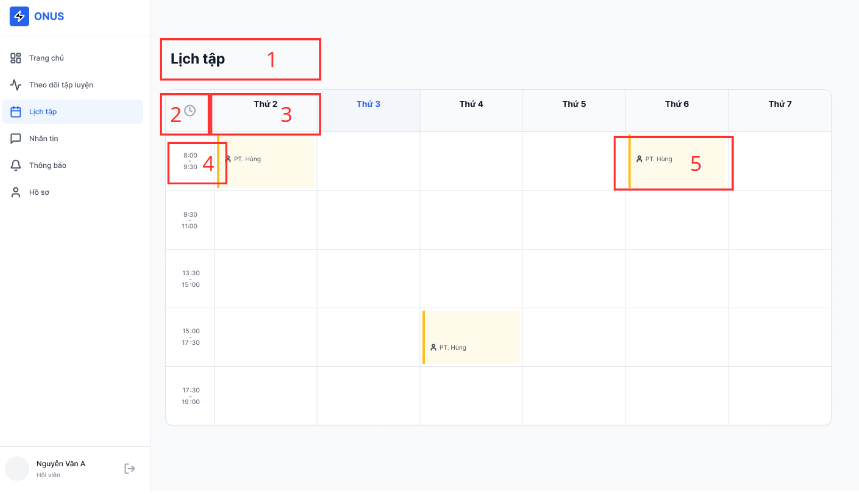 ONUS
Trang chủ
Theo dõi tập luyện
Lịch tập
Nhắn tin
Thông báo
Hồ sơ
Nguyễn Văn A
Hội viên
Lịch tập 1
2 Thứ 2 3 Thứ 3 Thứ 4 Thứ 5 Thứ 6 Thứ 7
8:00
-
9:30
4
PT. Hùng
PT. Hùng 5
9:30
-
11:00
13:30
-
15:00
15:00
-
17:30
PT. Hùng
17:30
-
19:00